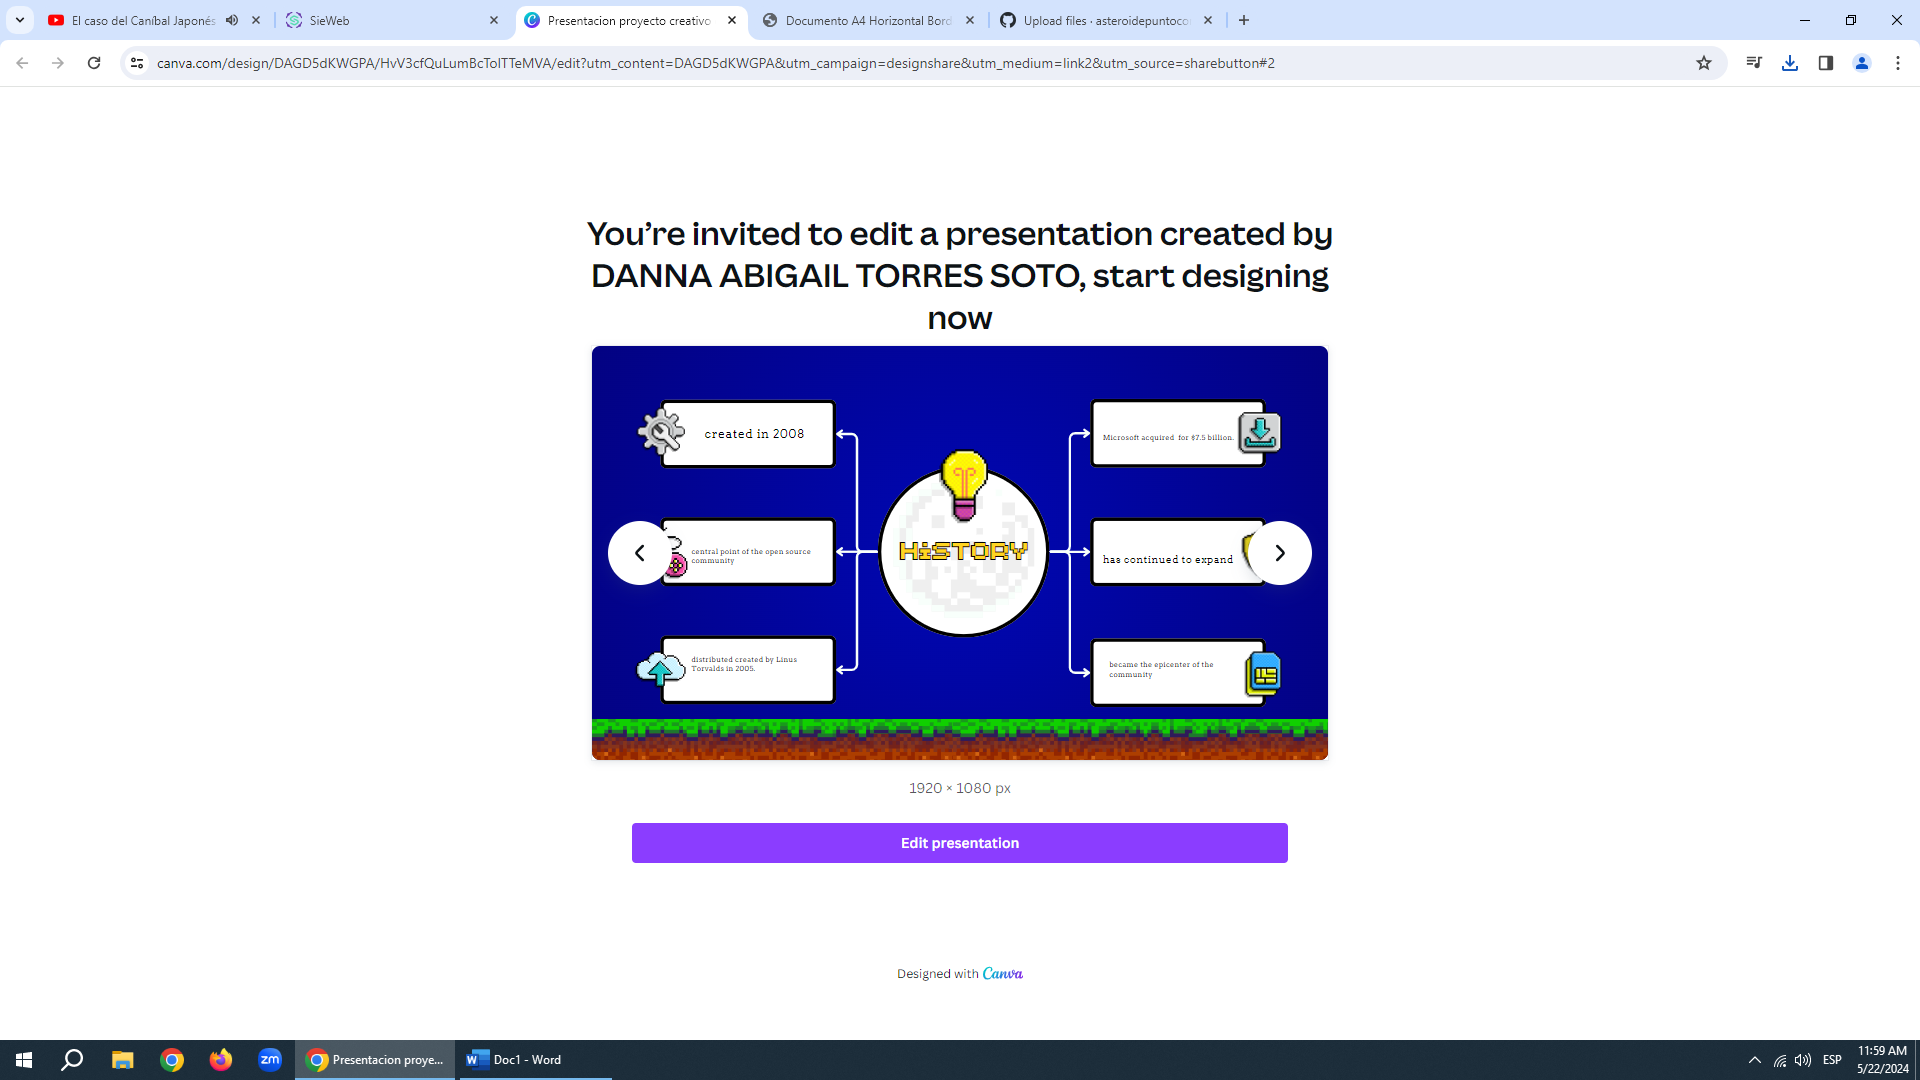 El caso del Caníbal Japonés
SieWeb
Presentacion proyecto creativo
Documento A4 Horizontal Bord
Upload files · asteroidepuntoco
canva.com/design/DAGD5dKWGPA/HvV3cfQuLumBcTolTTeMVA/edit?utm_content=DAGD5dKWGPA&utm_campaign=designshare&utm_medium=link2&utm_source=sharebutton#2
You're invited to edit a presentation created by
DANNA ABIGAIL TORRES SOTO, start designing
now
created in 2008
Microsoft acquired for $7.5 billion.
central point of the open source
community
HiSTORY
has continued to expand
distributed created by Linus
Torvalds in 2005.
became the epicenter of the
community
1920 × 1080 px
Edit presentation
Designed with Canva
zm
Presentacion proye...
Doc1 - Word
ESP
11:59 AM
5/22/2024